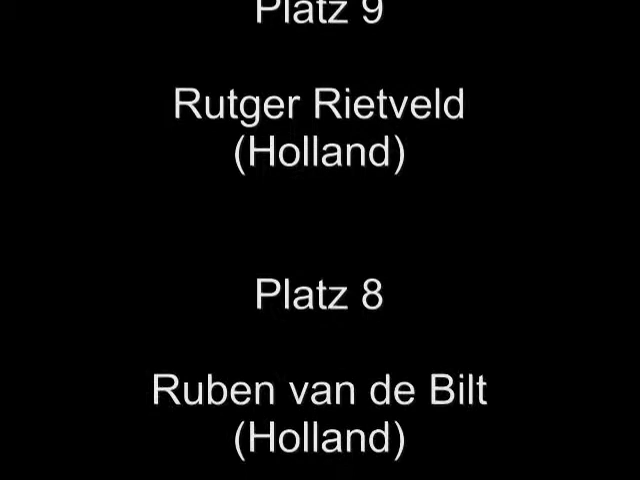 Platz 9
Rutger Rietveld
(Holland)
Platz 8
Ruben van de Bilt
(Holland)